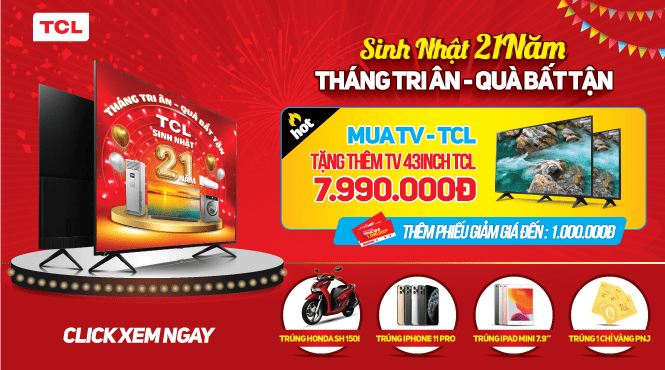 TCL
Sinh Nhật 21 Năm
THÁNG TRI ÂN - QUÀ BẤT TẬN
THÁNG TRI ÂN - QUÀ BẤT TẬN
TCL
SINH NHẬT
21
NĂM
hot
MUA TV - TCL
TẶNG THÊM TV 43INCH TCL
7.990.000Đ
THÊM PHIẾU GIẢM GIÁ ĐẾN : 1.000.000Đ
CLICK XEM NGAY
TRÚNG HONDA SH 150I
TRÚNG IPHONE 11 PRO
TRÚNG IPAD MINI 7.9"
TRÚNG 1 CHỈ VÀNG PNJ